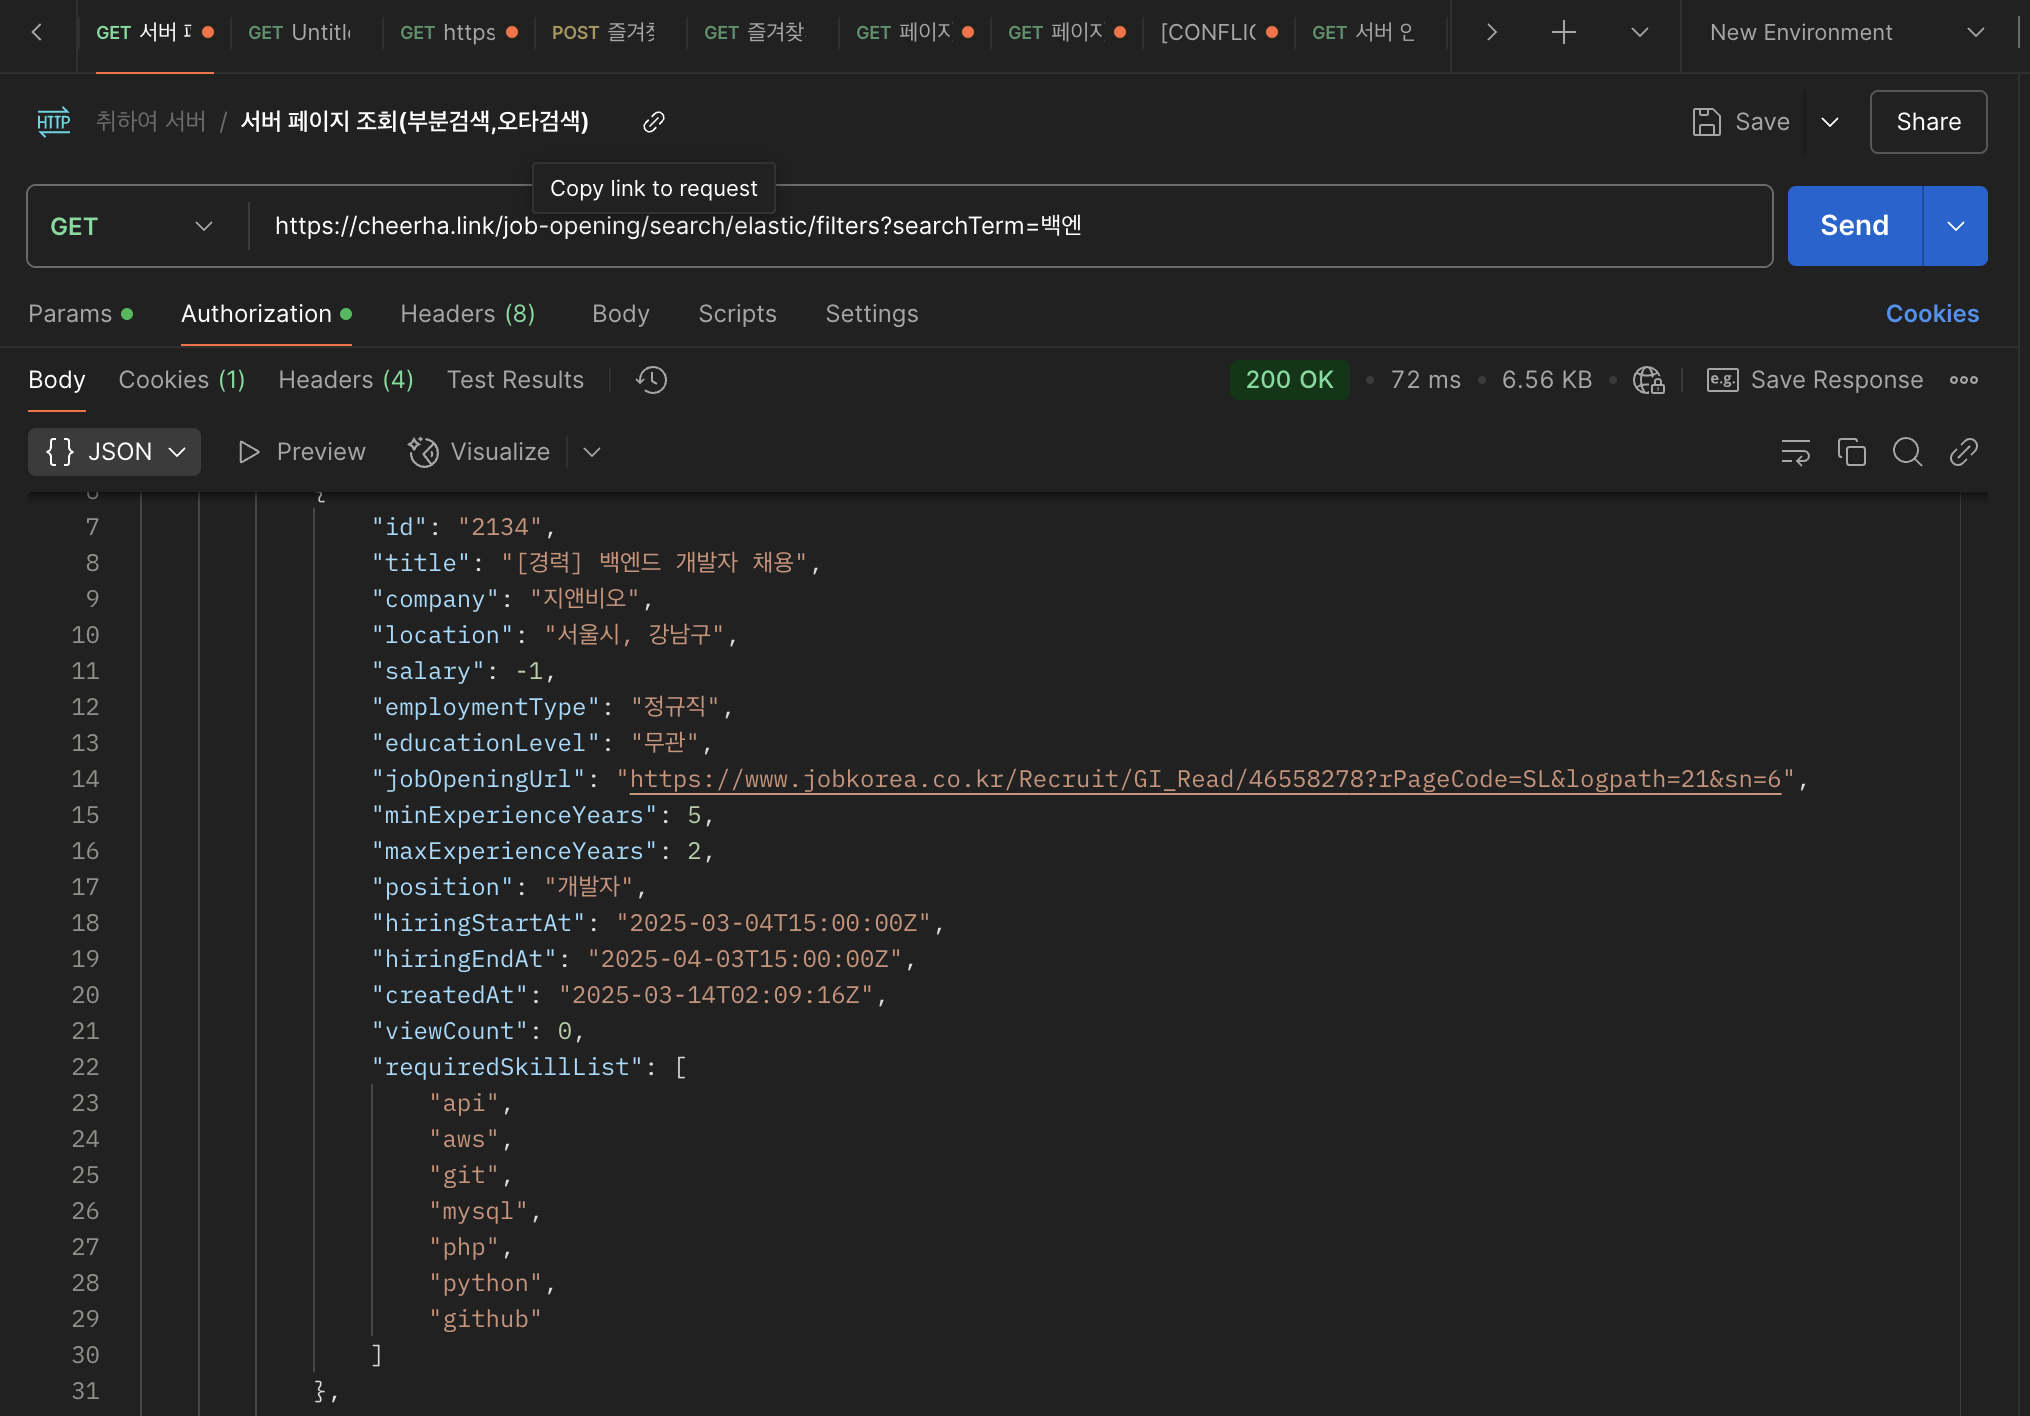 GET 서버
GET Untitl
GET https
POST 즐겨찾
GET 즐겨찾
GET 페이지
GET 페이지
[CONFLIC
GET 서버 인
New Environment
HTTP 취하여 서버 / 서버 페이지 조회(부분검색,오타검색)
Save
Share
Copy link to request
GET https://cheerha.link/job-opening/search/elastic/filters?searchTerm=백엔
Send
Params Authorization Headers (8) Body Scripts Settings Cookies
Body Cookies (1) Headers (4) Test Results 200 OK 72 ms 6.56 KB e.g. Save Response
{} JSON Preview Visualize
6 {
7 "id": "2134",
8 "title": "[경력] 백엔드 개발자 채용",
9 "company": "지앤비오",
10 "location": "서울시, 강남구",
11 "salary": -1,
12 "employmentType": "정규직",
13 "educationLevel": "무관",
14 "jobOpeningUrl": "https://www.jobkorea.co.kr/Recruit/GI_Read/46558278?rPageCode=SL&logpath=21&sn=6",
15 "minExperienceYears": 5,
16 "maxExperienceYears": 2,
17 "position": "개발자",
18 "hiringStartAt": "2025-03-04T15:00:00Z",
19 "hiringEndAt": "2025-04-03T15:00:00Z",
20 "createdAt": "2025-03-14T02:09:16Z",
21 "viewCount": 0,
22 "requiredSkillList": [
23 "api",
24 "aws",
25 "git",
26 "mysql",
27 "php",
28 "python",
29 "github"
30 ]
31 },